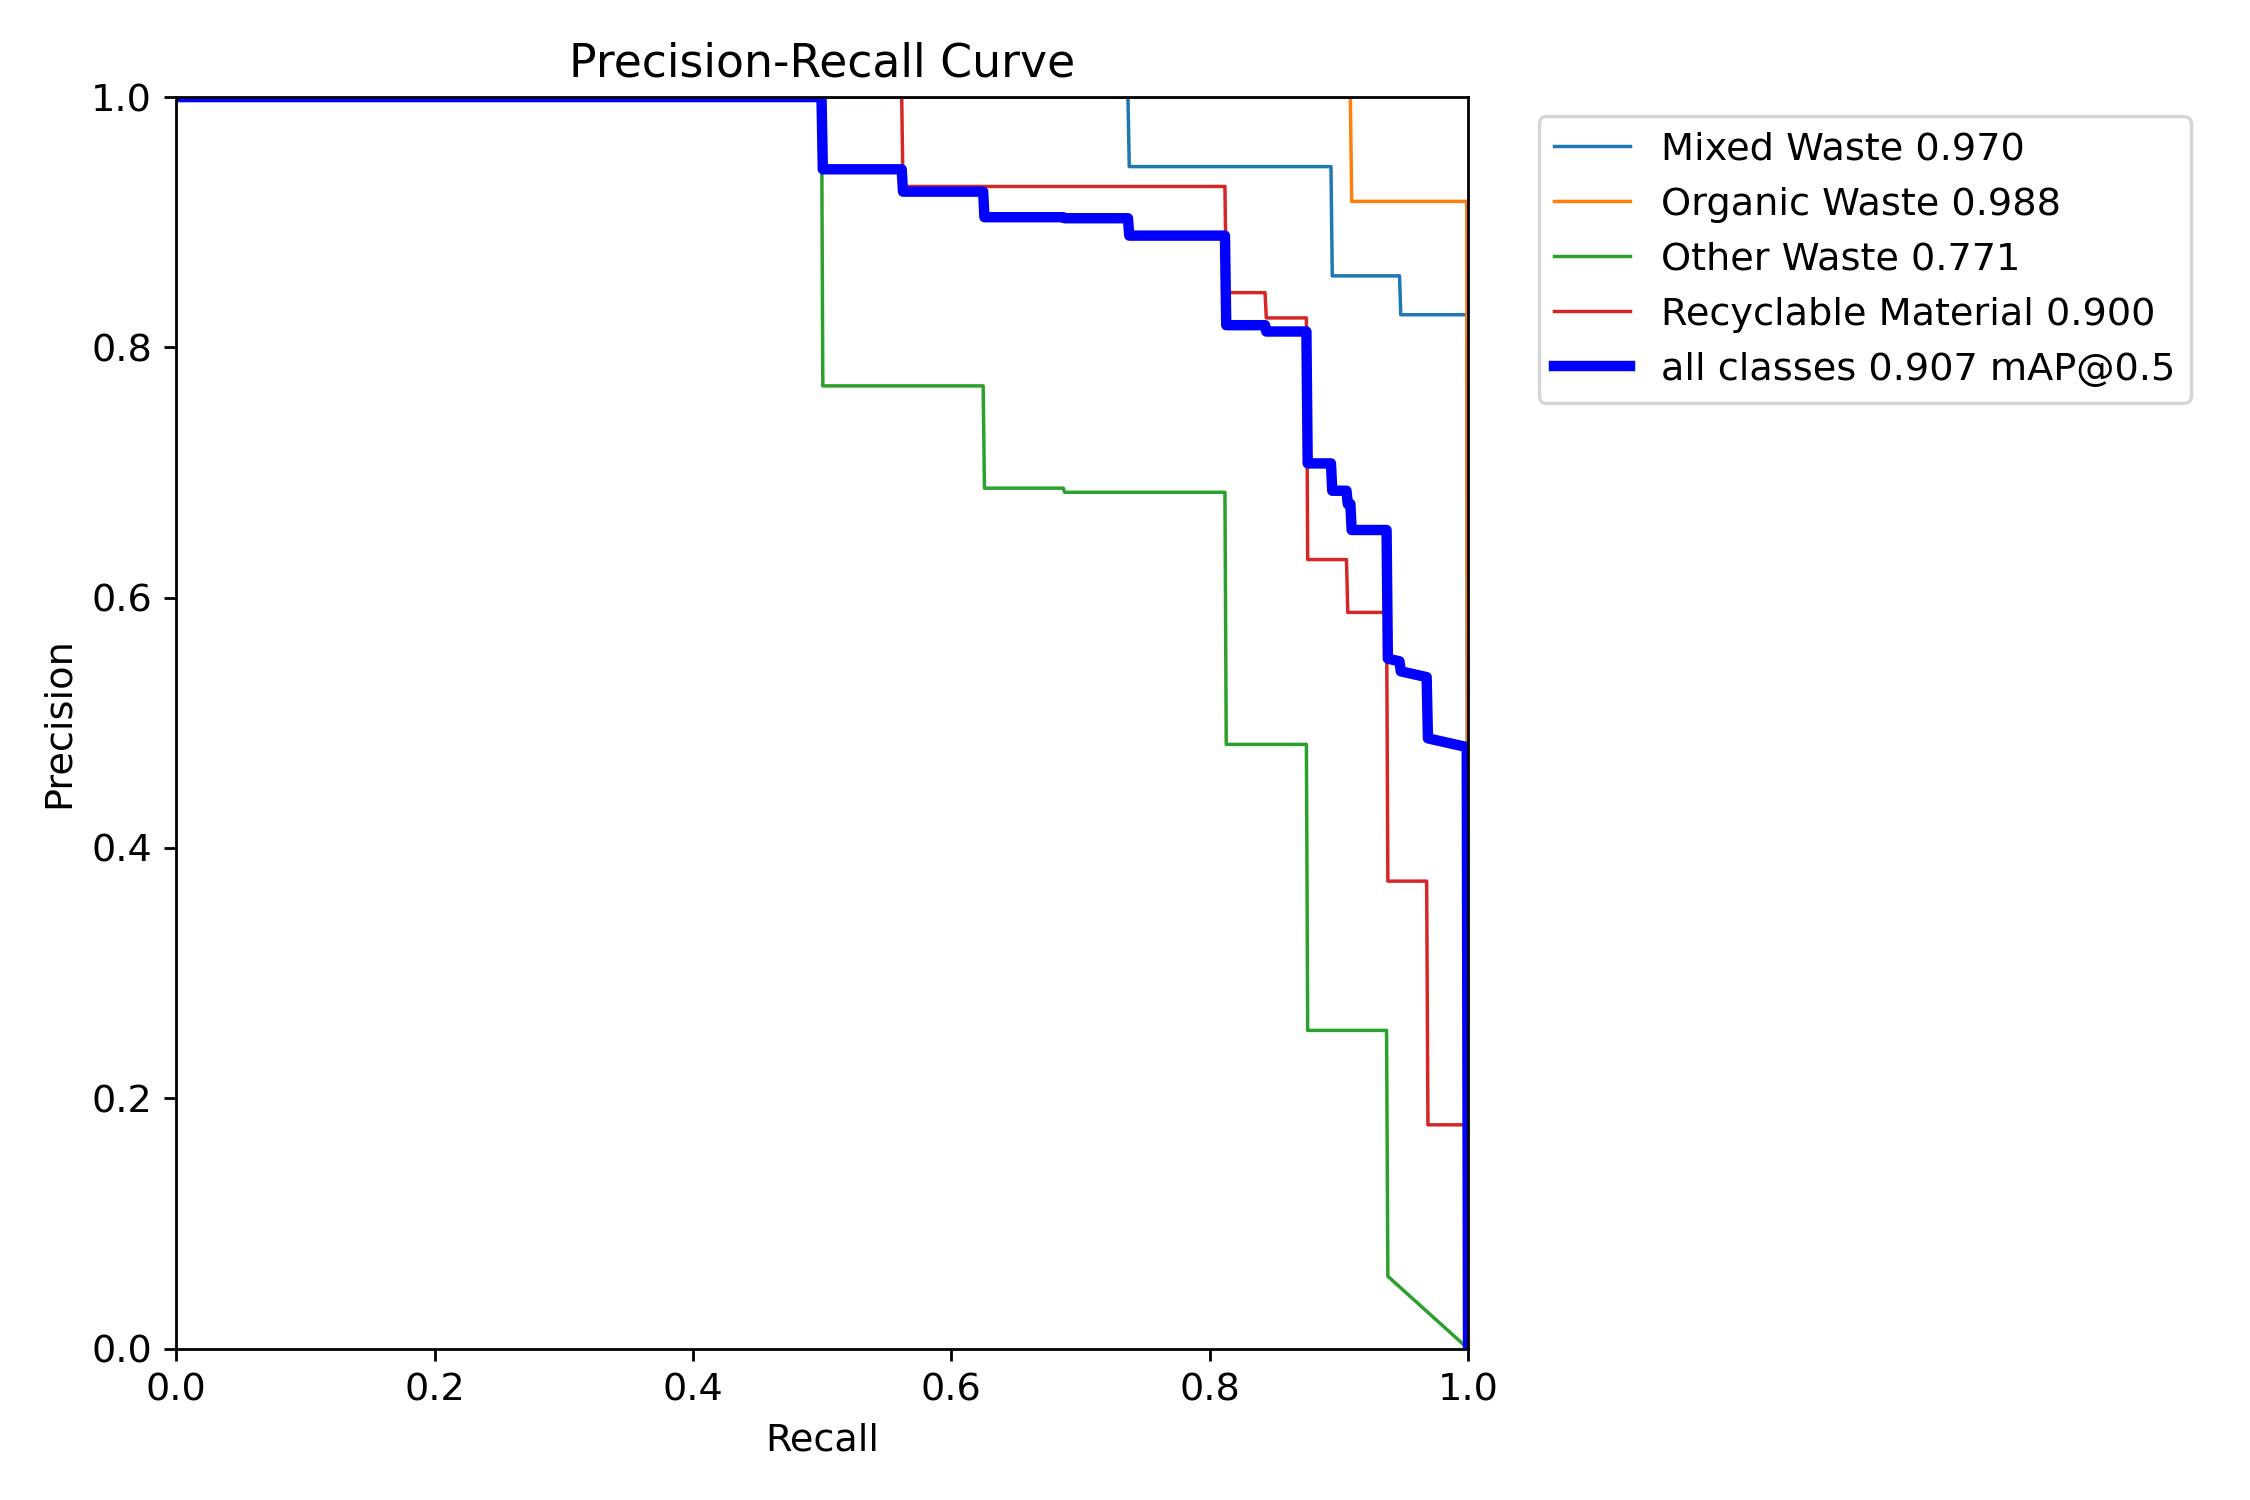 Precision-Recall Curve
1.0
0.8
0.6
0.4
0.2
0.0
Precision
0.0 0.2 0.4 0.6 0.8 1.0
Recall
Mixed Waste 0.970
Organic Waste 0.988
Other Waste 0.771
Recyclable Material 0.900
all classes 0.907 mAP@0.5